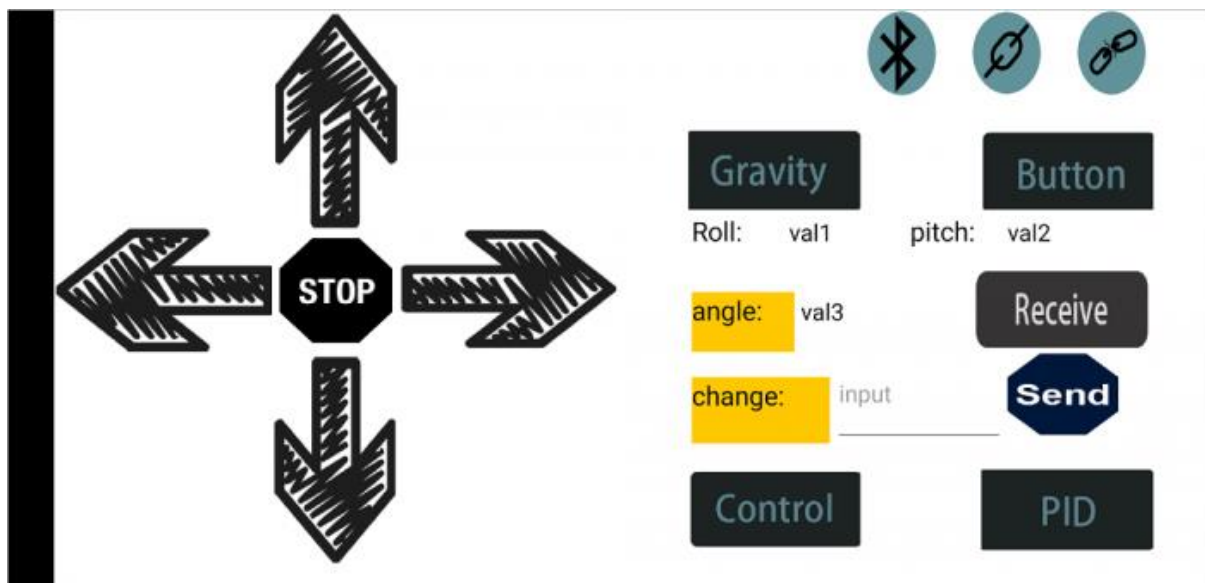 Gravity Button
Roll: val1 pitch: val2
STOP
angle: val3 Receive
change: input Send
Control PID